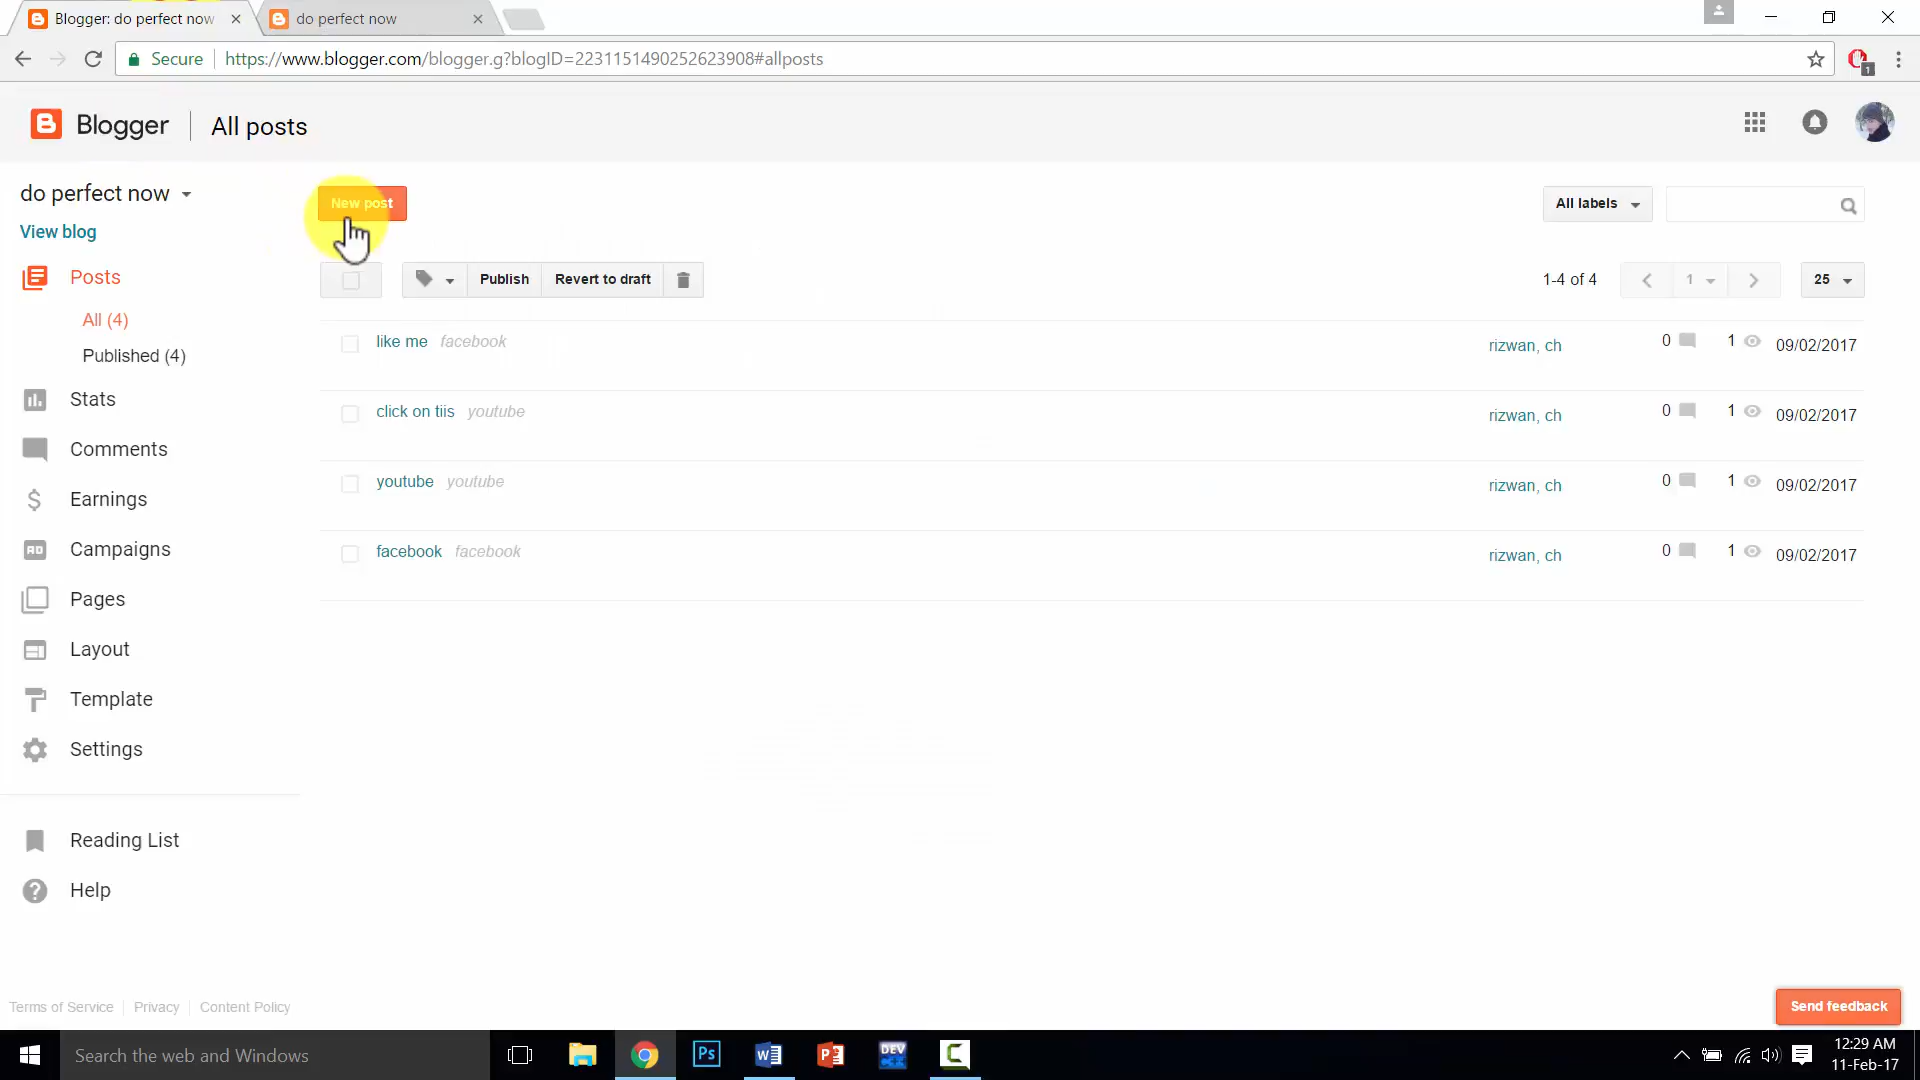 Blogger: do perfect now
do perfect now
Secure
https://www.blogger.com/blogger.g?blogID=2231151490252623908#allposts
1
Blogger
All posts
do perfect now
View blog
New post
All labels
Posts
All (4)
Published (4)
Publish
Revert to draft
1-4 of 4
1
25
like me facebook
rizwan, ch
0
1
09/02/2017
click on tiis youtube
rizwan, ch
0
1
09/02/2017
youtube youtube
rizwan, ch
0
1
09/02/2017
facebook facebook
rizwan, ch
0
1
09/02/2017
Stats
Comments
Earnings
AD
Campaigns
Pages
Layout
Template
Settings
Reading List
Help
Terms of Service
Privacy
Content Policy
Send feedback
Search the web and Windows
Ps
DEV
12:29 AM
11-Feb-17